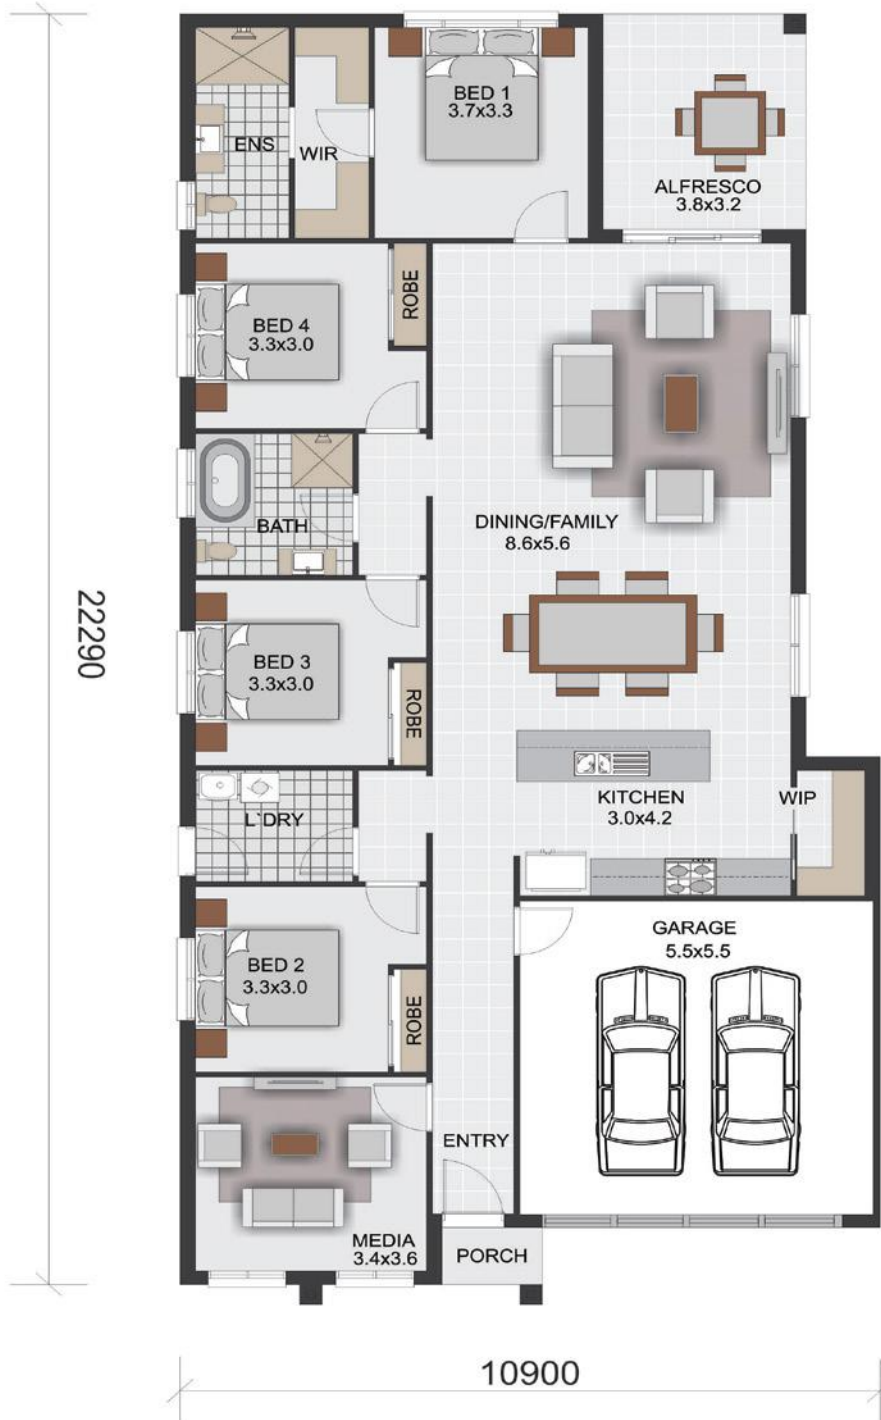 BED 1
3.7x3.3
ENS
WIR
ALFRESCO
3.8x3.2
BED 4
3.3x3.0
ROBE
BATH
DINING/FAMILY
8.6x5.6
22290
BED 3
3.3x3.0
ROBE
L`DRY
KITCHEN
3.0x4.2
WIP
GARAGE
5.5x5.5
BED 2
3.3x3.0
ROBE
ENTRY
MEDIA
3.4x3.6
PORCH
10900